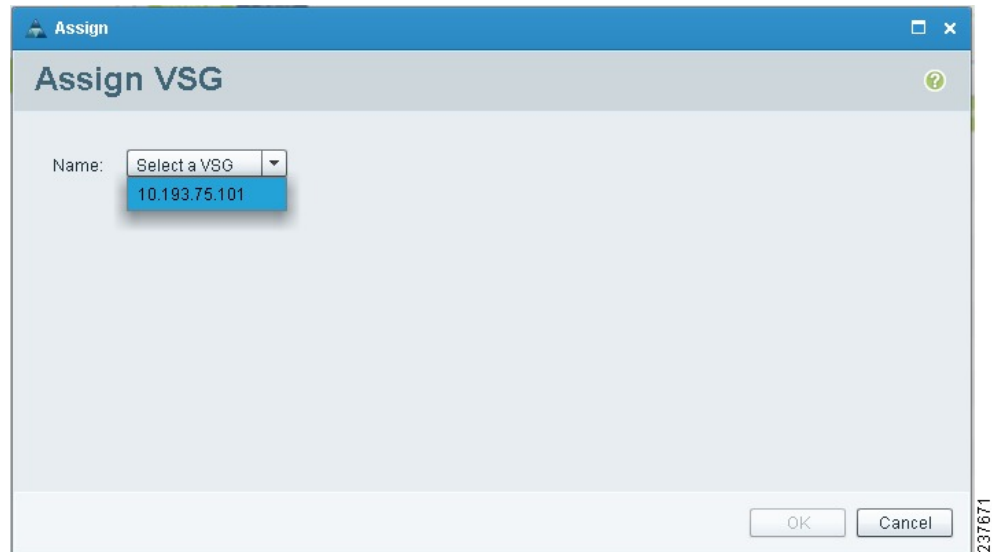 Assign
Assign VSG
?
Name: Select a VSG
10.193.75.101
OK Cancel
237671